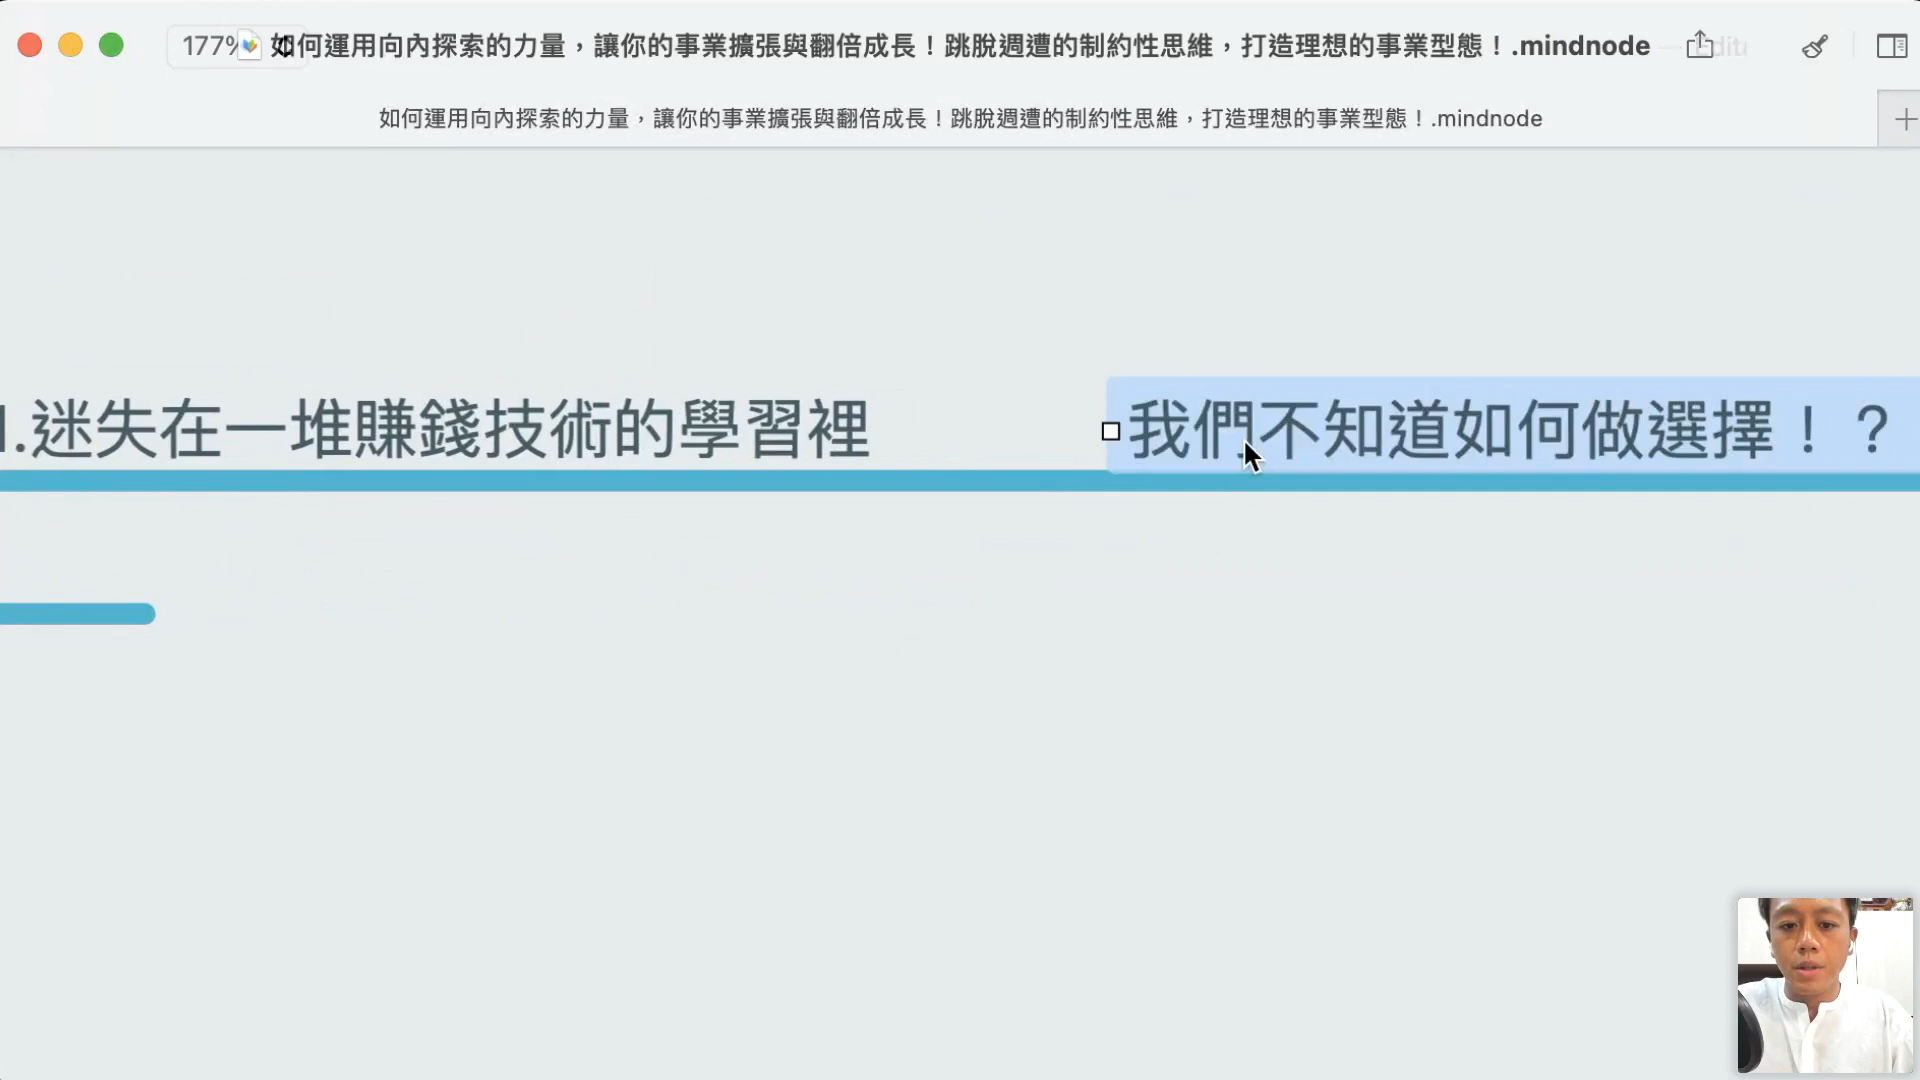 177%
如何運用向內探索的力量，讓你的事業擴張與翻倍成長！跳脫週遭的制約性思維，打造理想的事業型態！.mindnode
如何運用向內探索的力量，讓你的事業擴張與翻倍成長！跳脫週遭的制約性思維，打造理想的事業型態！.mindnode
1.迷失在一堆賺錢技術的學習裡
我們不知道如何做選擇！？